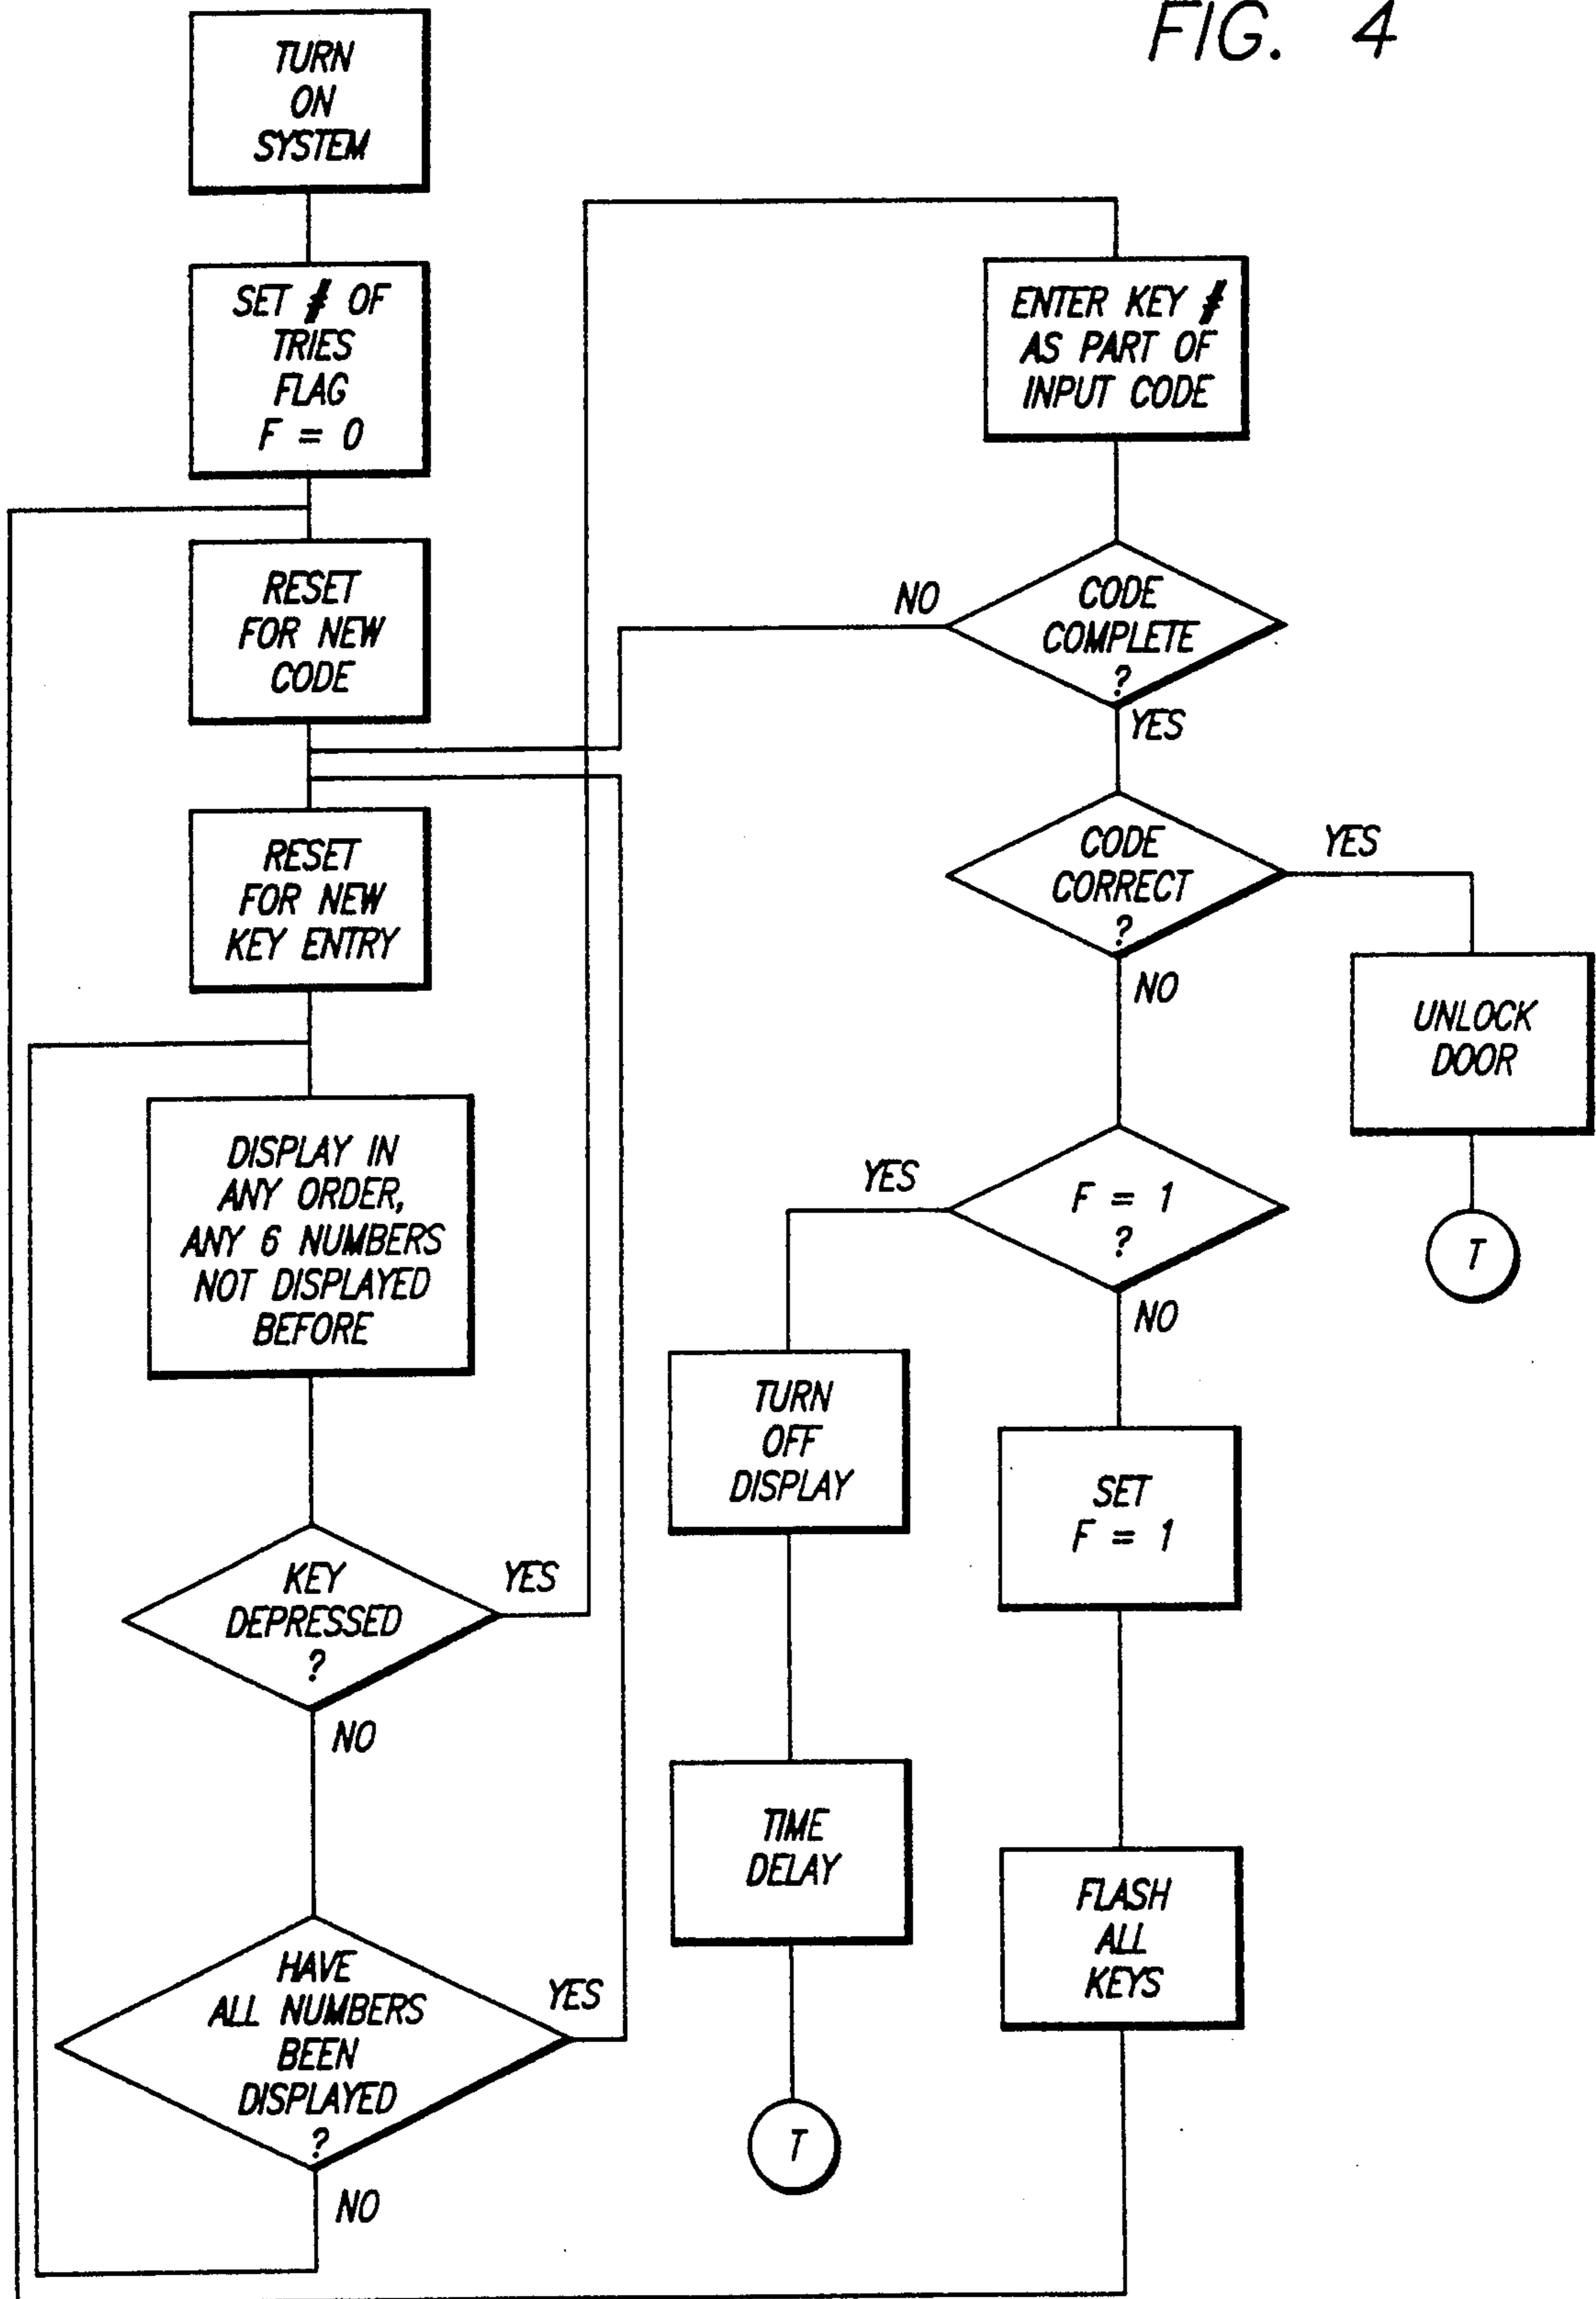 FIG. 4
TURN
ON
SYSTEM
SET # OF
TRIES
FLAG
F = 0
RESET
FOR NEW
CODE
RESET
FOR NEW
KEY ENTRY
DISPLAY IN
ANY ORDER,
ANY 6 NUMBERS
NOT DISPLAYED
BEFORE
KEY
DEPRESSED
?
YES
NO
HAVE
ALL NUMBERS
BEEN
DISPLAYED
?
YES
NO
ENTER KEY #
AS PART OF
INPUT CODE
CODE
COMPLETE
?
NO
YES
CODE
CORRECT
?
YES
NO
UNLOCK
DOOR
T
F = 1
?
YES
NO
TURN
OFF
DISPLAY
TIME
DELAY
T
SET
F = 1
FLASH
ALL
KEYS